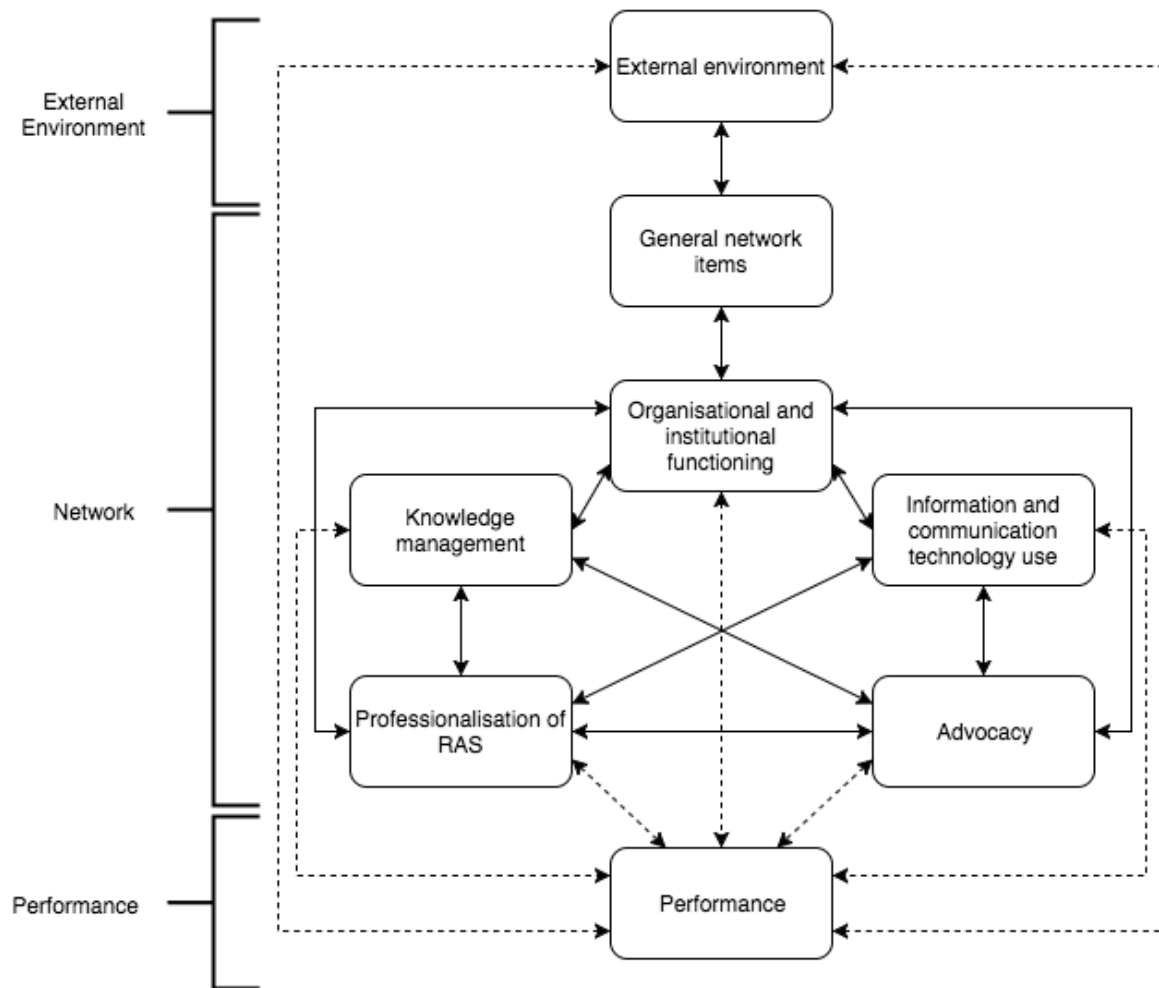 External
Environment
External environment
General network
items
Organisational and
institutional
functioning
Network
Knowledge
management
Information and
communication
technology use
Professionalisation of
RAS
Advocacy
Performance
Performance